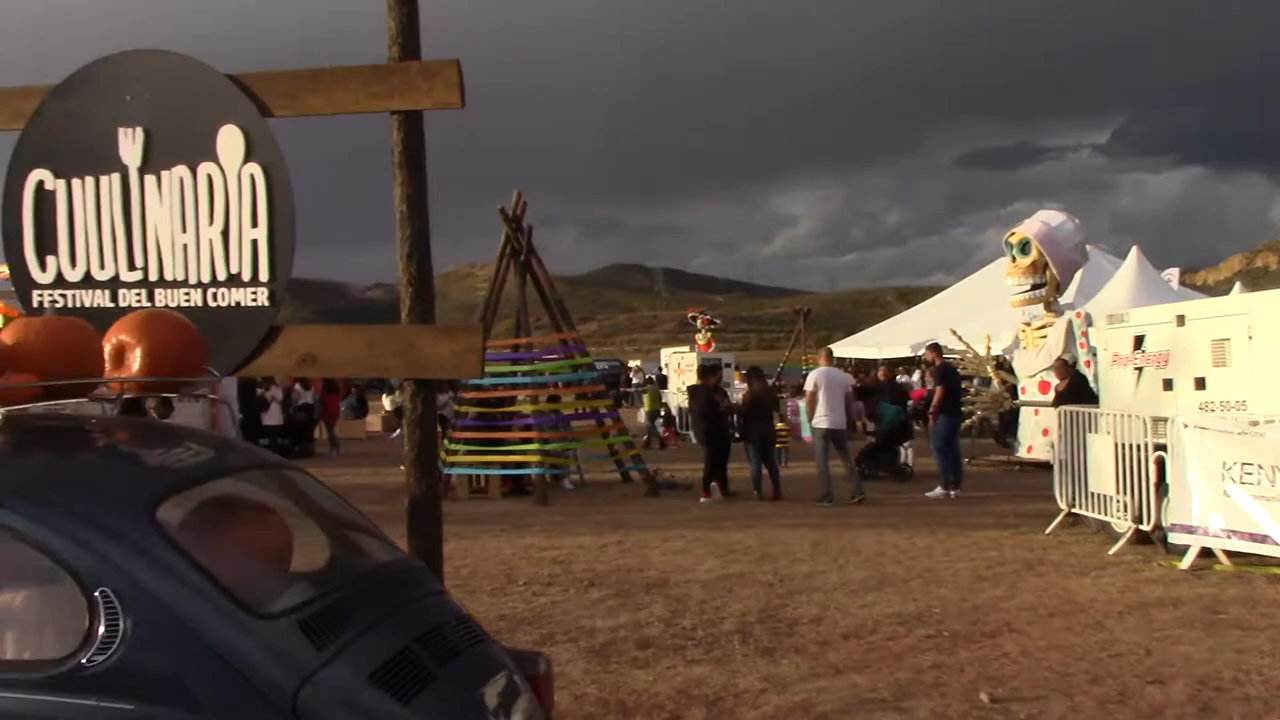 CUULINARIA
FESTIVAL DEL BUEN COMER
Pro-Energy
482-50-05
KEN